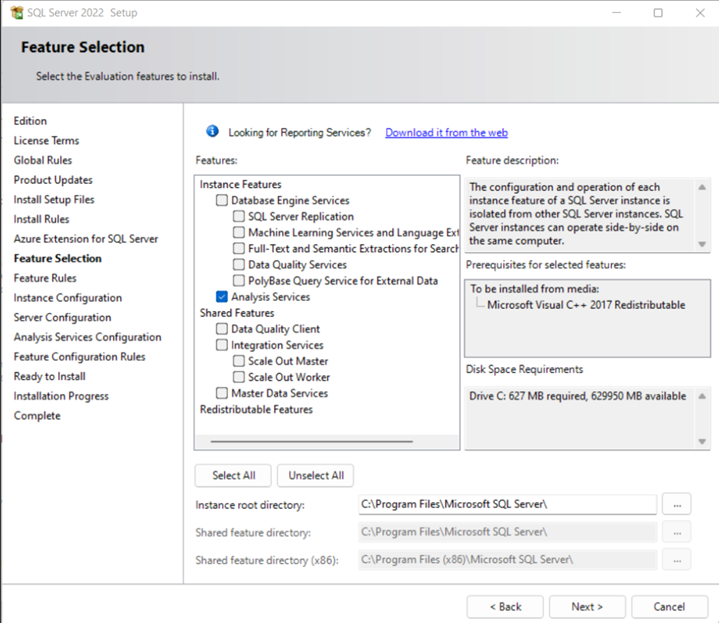 SQL Server 2022 Setup
Feature Selection
Select the Evaluation features to install.
Edition
License Terms
Global Rules
Product Updates
Install Setup Files
Install Rules
Azure Extension for SQL Server
Feature Selection
Feature Rules
Instance Configuration
Server Configuration
Analysis Services Configuration
Feature Configuration Rules
Ready to Install
Installation Progress
Complete
Looking for Reporting Services? Download it from the web
Features:
Instance Features
Database Engine Services
SQL Server Replication
Machine Learning Services and Language Ext
Full-Text and Semantic Extractions for Search
Data Quality Services
PolyBase Query Service for External Data
Analysis Services
Shared Features
Data Quality Client
Integration Services
Scale Out Master
Scale Out Worker
Master Data Services
Redistributable Features
Feature description:
The configuration and operation of each
instance feature of a SQL Server instance is
isolated from other SQL Server instances. SQL
Server instances can operate side-by-side on
the same computer.
Prerequisites for selected features:
To be installed from media:
Microsoft Visual C++ 2017 Redistributable
Disk Space Requirements
Drive C: 627 MB required, 629950 MB available
Select All
Unselect All
Instance root directory: C:\Program Files\Microsoft SQL Server\ ...
Shared feature directory: C:\Program Files\Microsoft SQL Server\ ...
Shared feature directory (x86): C:\Program Files (x86)\Microsoft SQL Server\ ...
< Back
Next >
Cancel